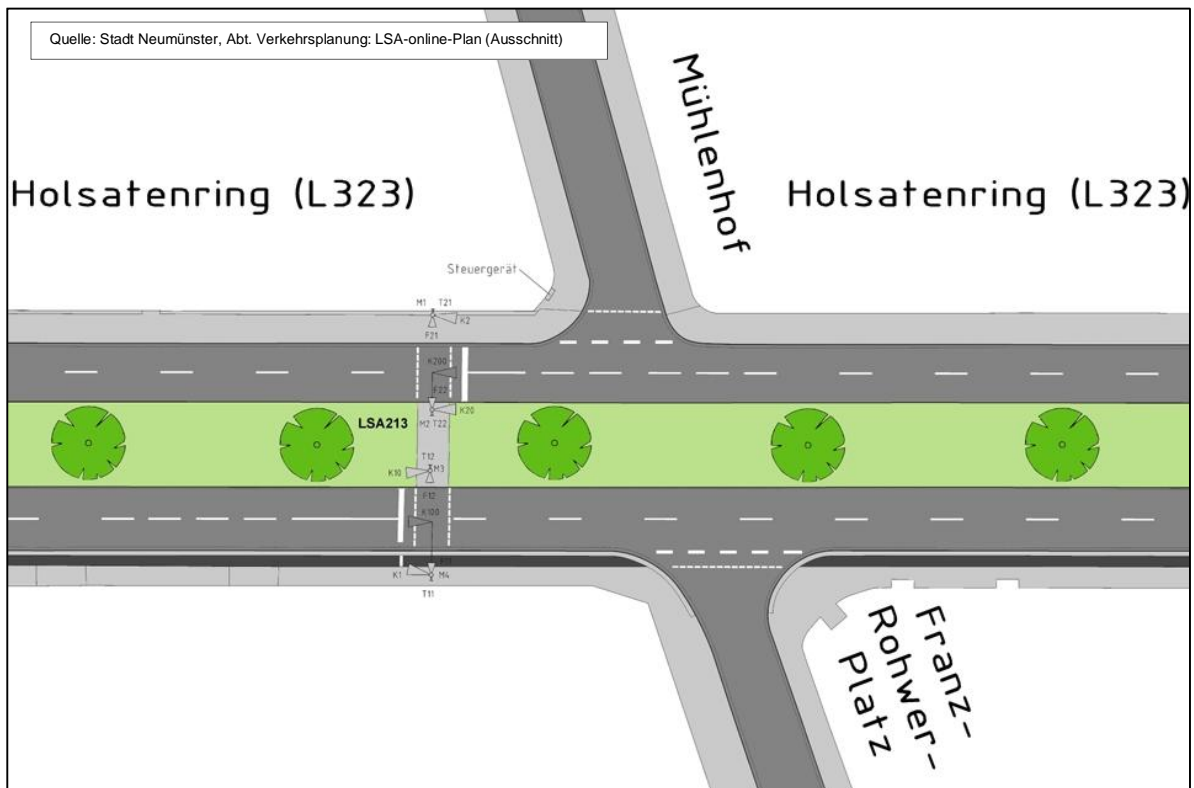 Quelle: Stadt Neumünster, Abt. Verkehrsplanung: LSA-online-Plan (Ausschnitt)
Mühlenhof
Holsatenring (L323)
Holsatenring (L323)
Steuergerät
M1 T21
K2
F21
K200
F22
K20
LSA213
M2 T22
T12
K10
M3
F12
K100
K1
M4
T11
Franz-
Rohwer-
Platz